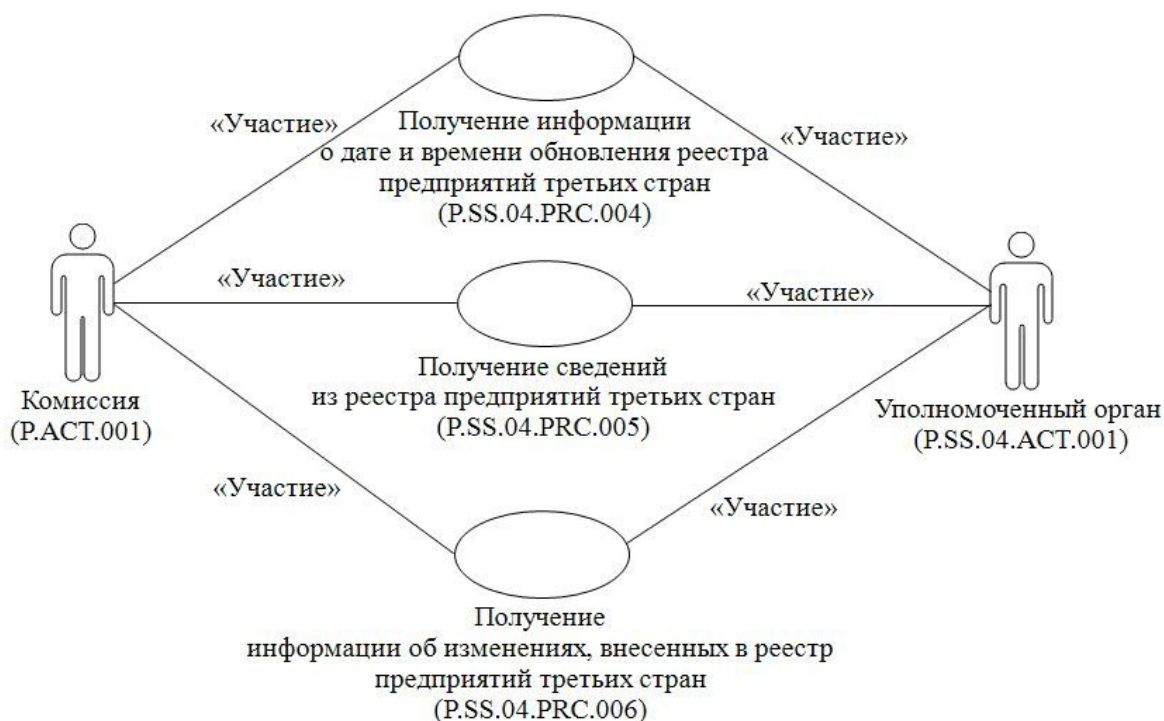 «Участие»
«Участие»
Получение информации
о дате и времени обновления реестра
предприятий третьих стран
(P.SS.04.PRC.004)
«Участие»
«Участие»
Комиссия
(P.ACT.001)
Получение сведений
из реестра предприятий третьих стран
(P.SS.04.PRC.005)
Уполномоченный орган
(P.SS.04.ACT.001)
«Участие»
«Участие»
Получение
информации об изменениях, внесенных в реестр
предприятий третьих стран
(P.SS.04.PRC.006)